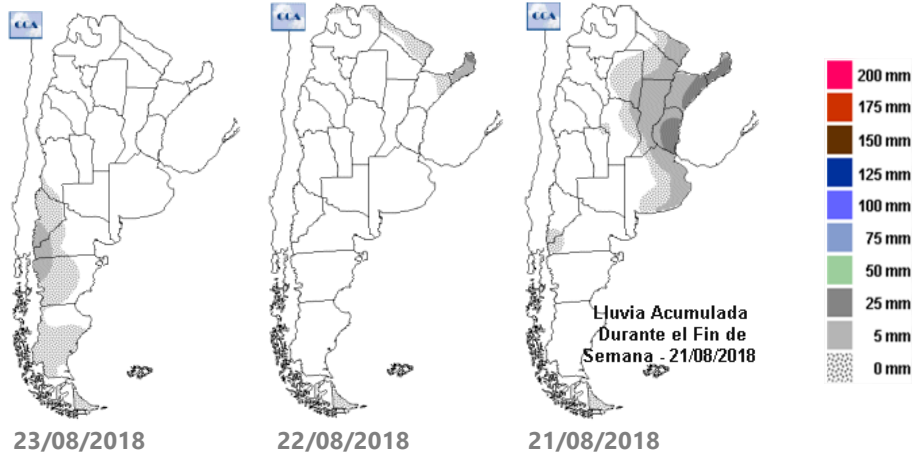 CCA
CCA
CCA
200 mm
175 mm
150 mm
125 mm
100 mm
75 mm
50 mm
25 mm
5 mm
0 mm
Lluvia Acumulada
Durante el Fin de
Semana - 21/08/2018
23/08/2018
22/08/2018
21/08/2018